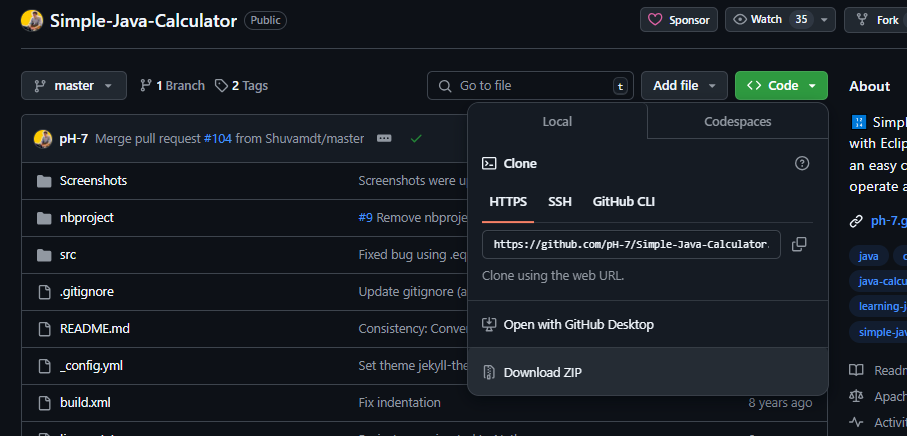 Simple-Java-Calculator Public Sponsor Watch 35 Fork
master 1 Branch 2 Tags Go to file t Add file Code
About
Local Codespaces
pH-7 Merge pull request #104 from Shuvamdt/master
Clone
HTTPS SSH GitHub CLI
https://github.com/pH-7/Simple-Java-Calculator.
Clone using the web URL.
Open with GitHub Desktop
Download ZIP
Screenshots Screenshots were up
nbproject #9 Remove nbproje
src Fixed bug using .eq
.gitignore Update gitignore (a
README.md Consistency: Conver
_config.yml Set theme jekyll-the
build.xml Fix indentation 8 years ago
Simpl
with Eclip
an easy
operate a
ph-7.g
java
java-calcu
learning-j
simple-jav
Readm
Apach
Activit